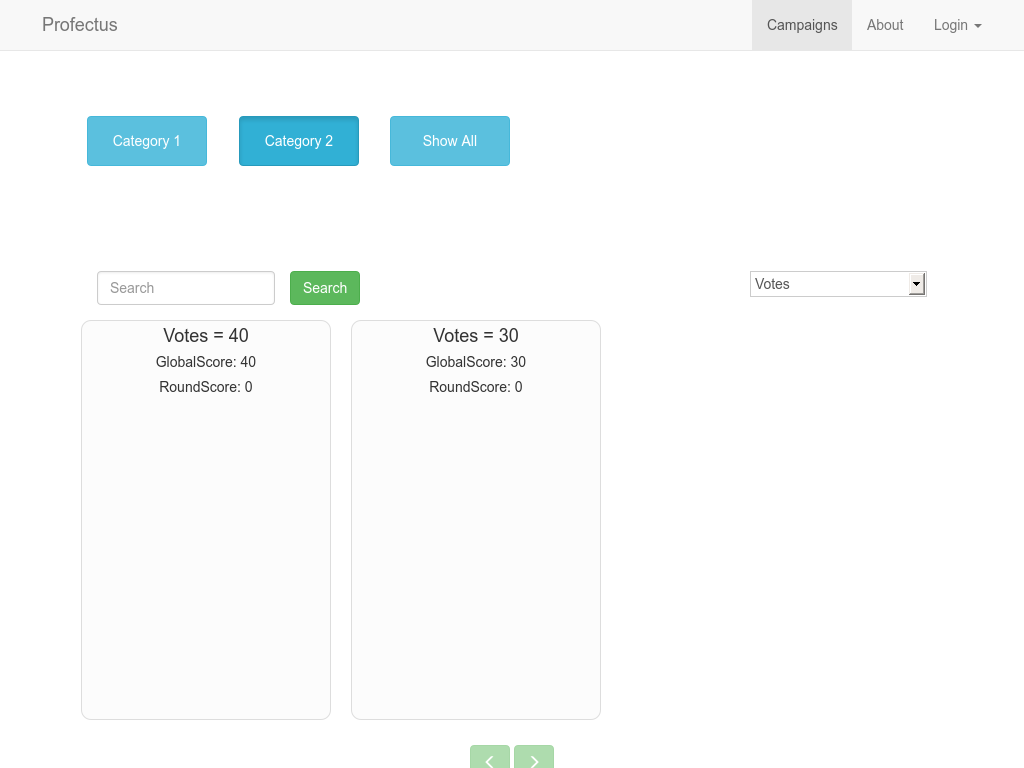 Profectus
Campaigns
About
Login
Category 1
Category 2
Show All
Search
Search
Votes
Votes = 40
GlobalScore: 40
RoundScore: 0
Votes = 30
GlobalScore: 30
RoundScore: 0